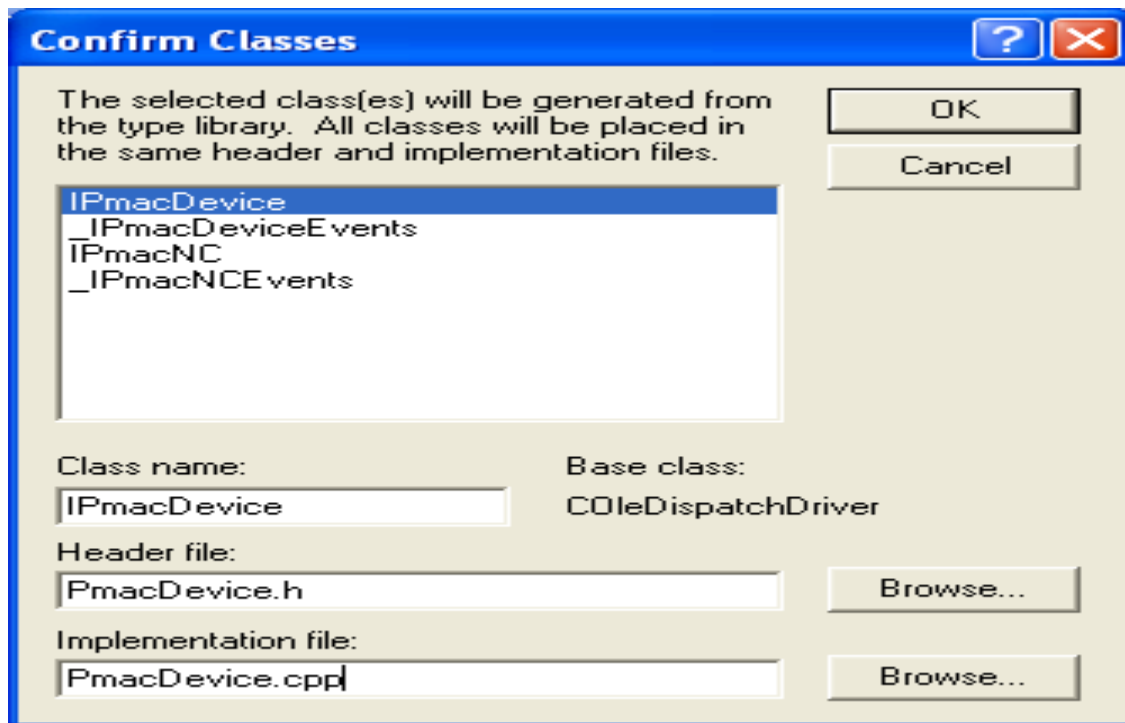 Confirm Classes
The selected class(es) will be generated from
the type library. All classes will be placed in
the same header and implementation files.
OK
Cancel
IPmacDevice
_IPmacDeviceEvents
IPmacNC
_IPmacNCEvents
Class name:
Base class:
IPmacDevice
COleDispatchDriver
Header file:
PmacDevice.h
Browse...
Implementation file:
PmacDevice.cpp
Browse...